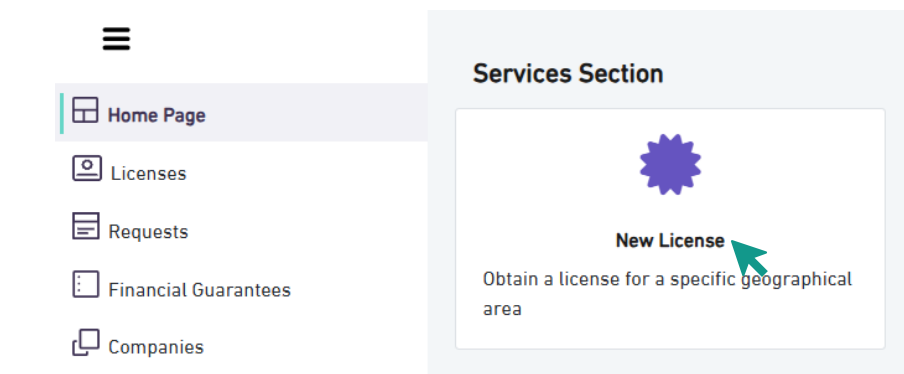 Home Page
Licenses
Requests
Financial Guarantees
Companies
Services Section
New License
Obtain a license for a specific geographical
area